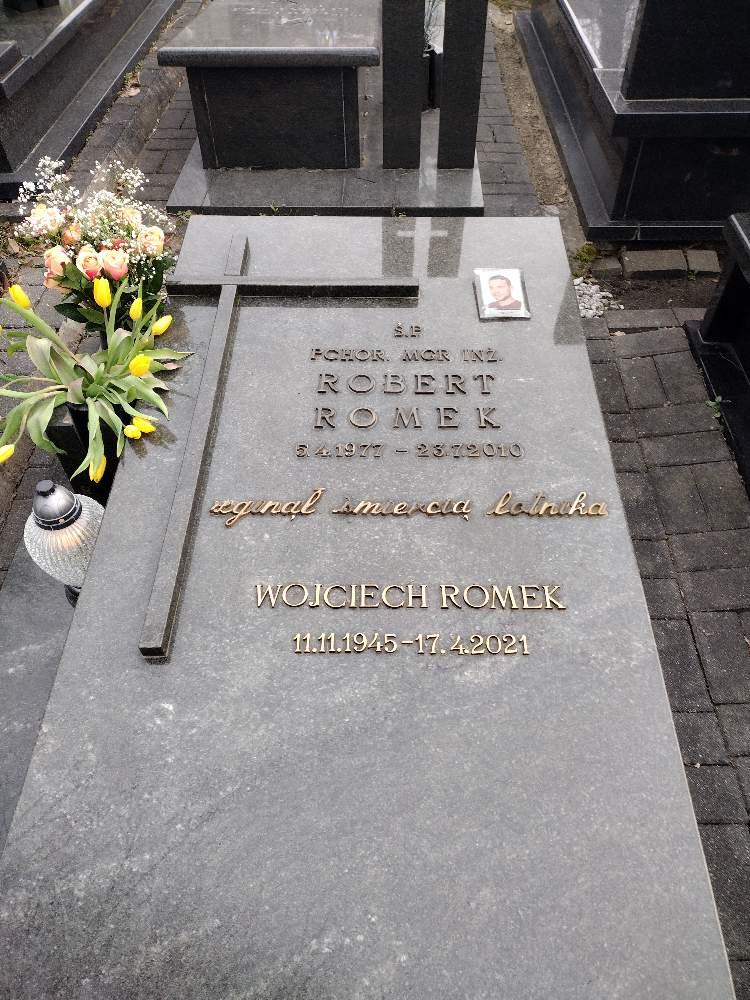 Ś.P
PCHOR. MGR INŻ.
ROBERT
ROMEK
5.4.1977 – 23.7.2010
zginął śmiercią lotnika
WOJCIECH ROMEK
11.11.1945-17.4.2021